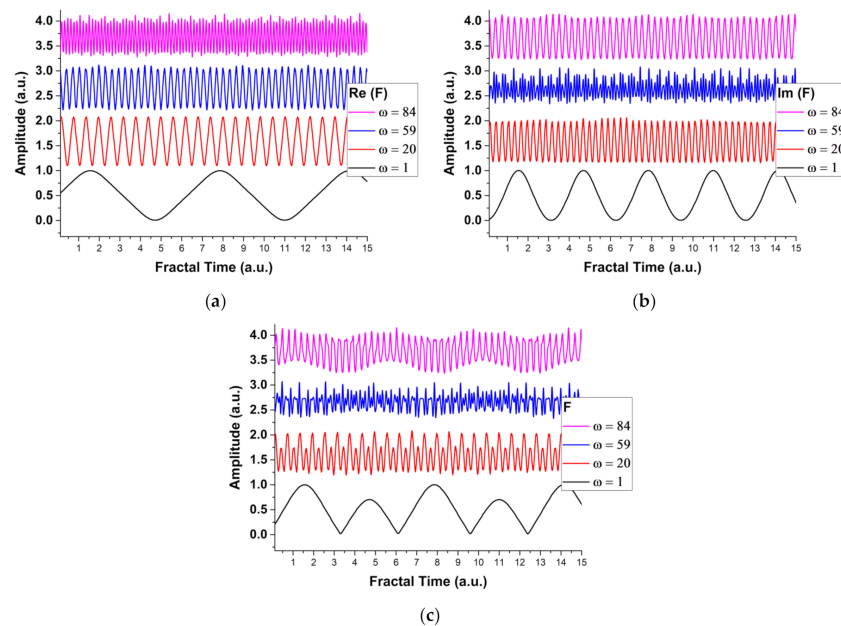 4.0
3.5
3.0
2.5
2.0
1.5
1.0
0.5
0.0
Amplitude (a.u.)
1 2 3 4 5 6 7 8 9 10 11 12 13 14 15
Fractal Time (a.u.)
Re (F)
ω = 84
ω = 59
ω = 20
ω = 1
(a)
4.0
3.5
3.0
2.5
2.0
1.5
1.0
0.5
0.0
Amplitude (a.u.)
1 2 3 4 5 6 7 8 9 10 11 12 13 14 15
Fractal Time (a.u.)
Im (F)
ω = 84
ω = 59
ω = 20
ω = 1
(b)
4.0
3.5
3.0
2.5
2.0
1.5
1.0
0.5
0.0
Amplitude (a.u.)
1 2 3 4 5 6 7 8 9 10 11 12 13 14 15
Fractal Time (a.u.)
F
ω = 84
ω = 59
ω = 20
ω = 1
(c)